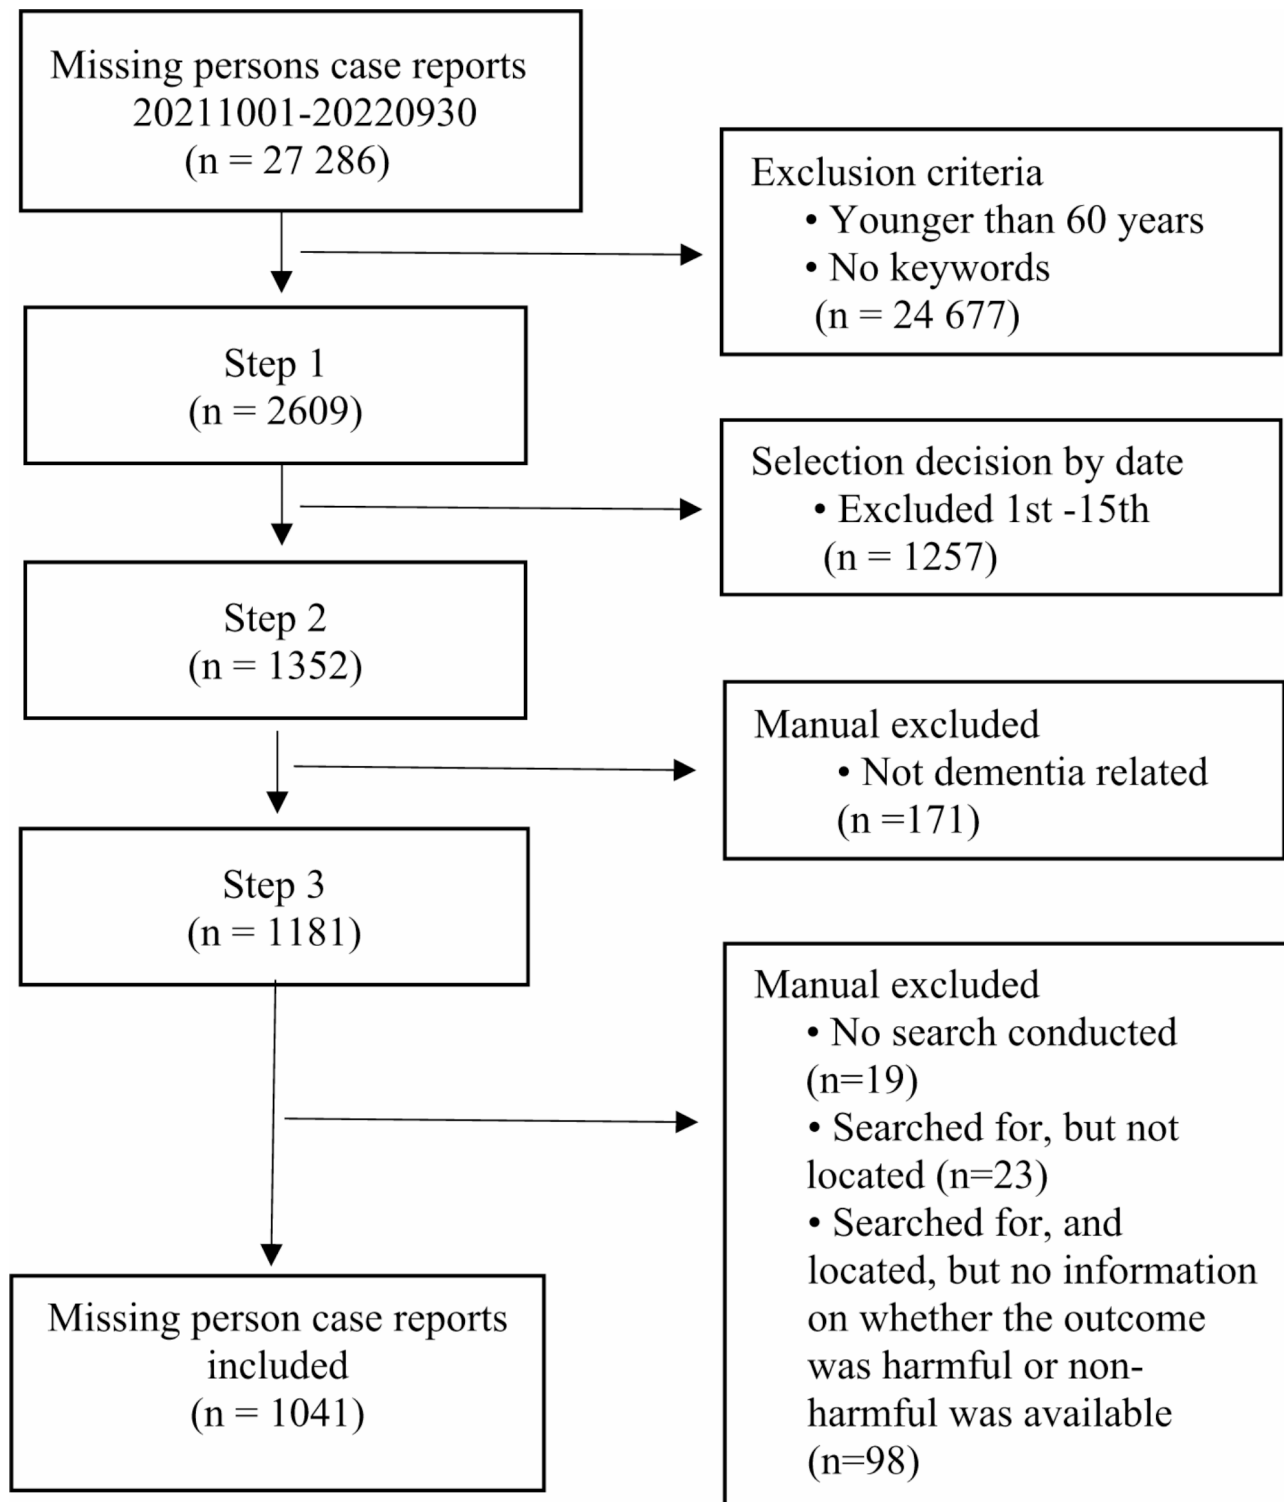 Missing persons case reports
20211001-20220930
(n = 27 286)
Exclusion criteria
• Younger than 60 years
• No keywords
(n = 24 677)
Step 1
(n = 2609)
Selection decision by date
• Excluded 1st -15th
(n = 1257)
Step 2
(n = 1352)
Manual excluded
• Not dementia related
(n =171)
Step 3
(n = 1181)
Manual excluded
• No search conducted
(n=19)
• Searched for, but not
located (n=23)
• Searched for, and
located, but no information
on whether the outcome
was harmful or non-
harmful was available
(n=98)
Missing person case reports
included
(n = 1041)